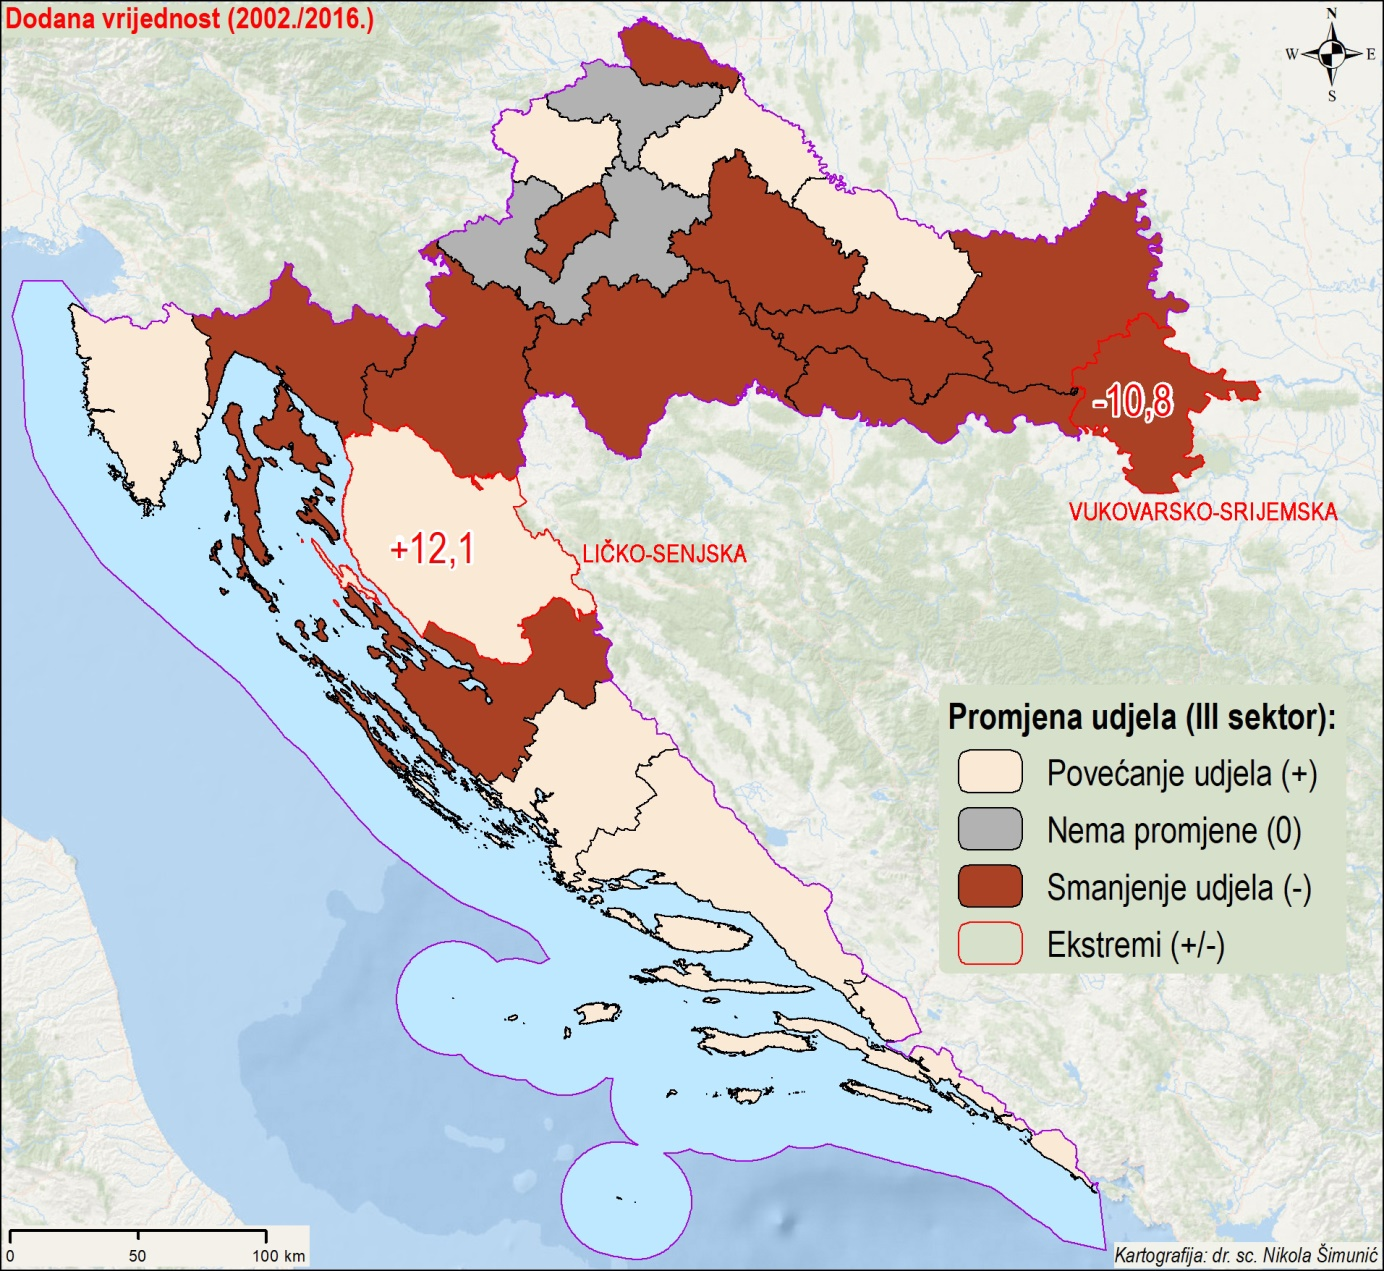 Dodana vrijednost (2002./2016.)
N
W
E
S
-10,8
VUKOVARSKO-SRIJEMSKA
+12,1
LIČKO-SENJSKA
Promjena udjela (III sektor):
Povećanje udjela (+)
Nema promjene (0)
Smanjenje udjela (-)
Ekstremi (+/-)
0 50 100 km
Kartografija: dr. sc. Nikola Šimunić